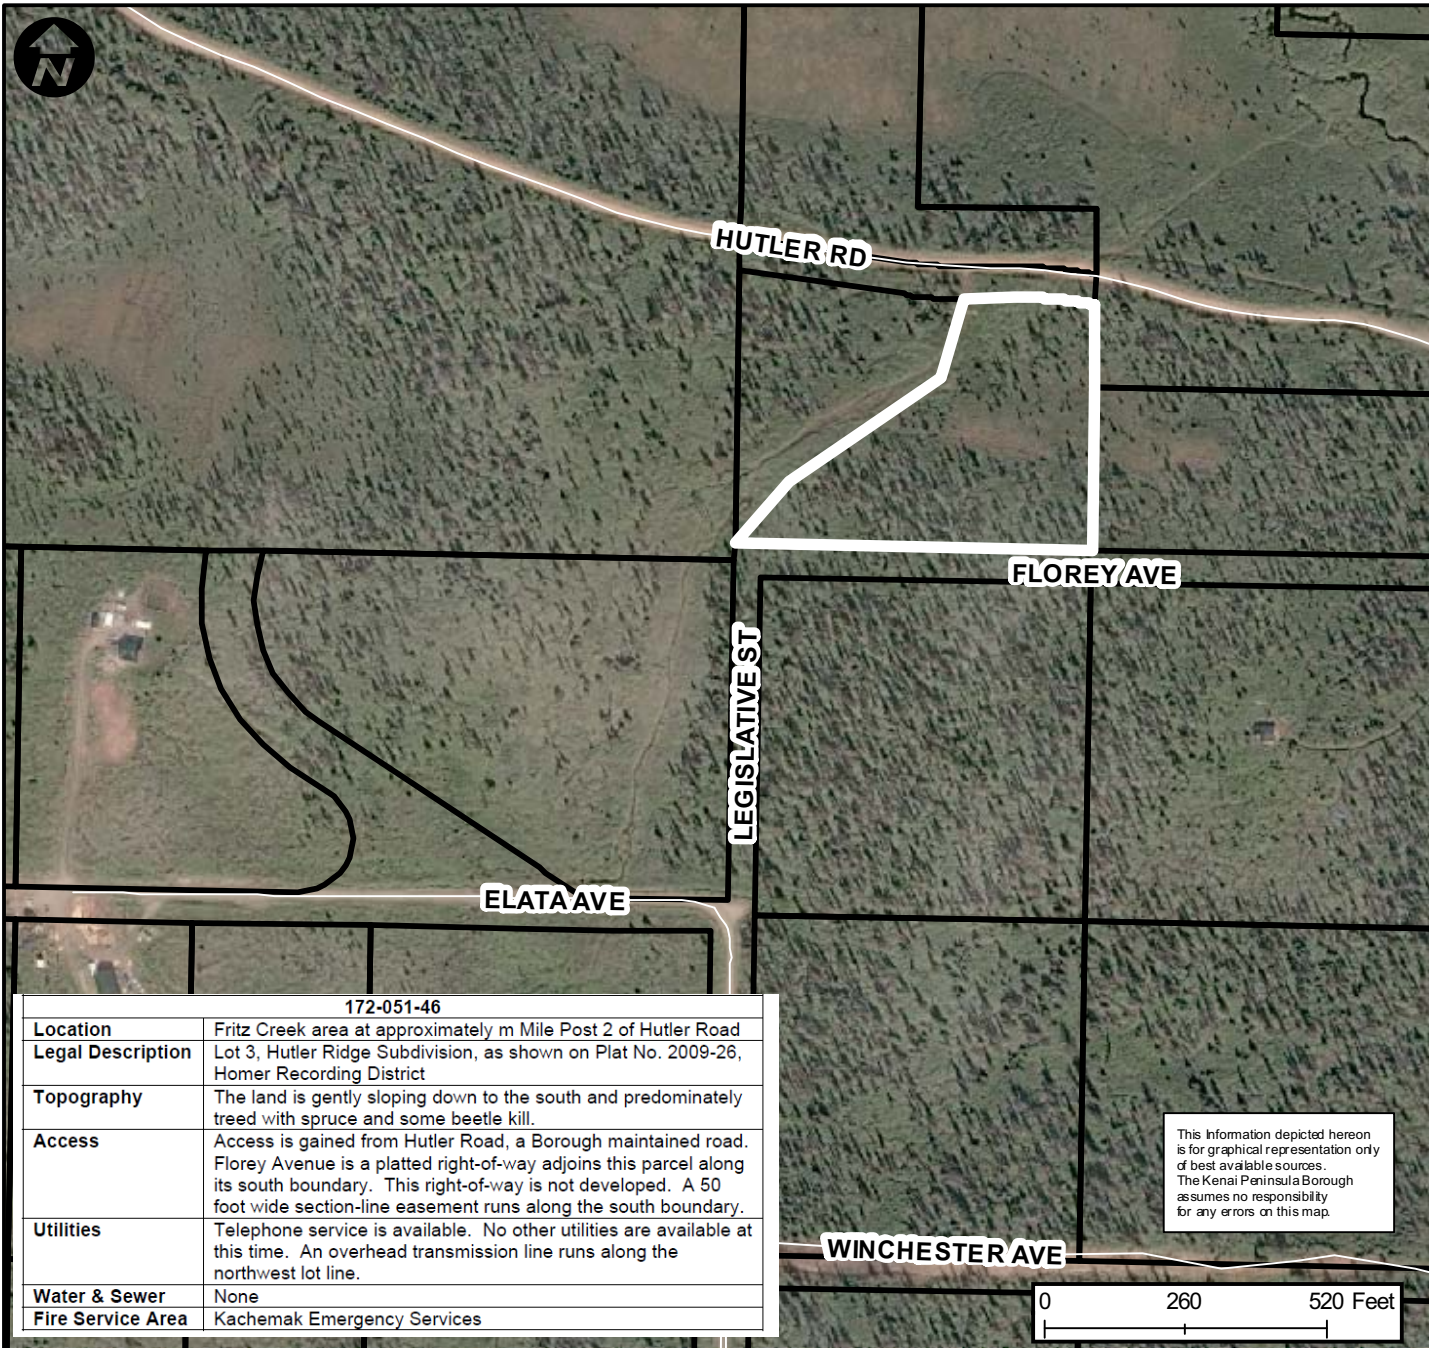 N
HUTLER RD
FLOREY AVE
LEGISLATIVE ST
ELATA AVE
172-051-46
Location Fritz Creek area at approximately m Mile Post 2 of Hutler Road
Legal Description Lot 3, Hutler Ridge Subdivision, as shown on Plat No. 2009-26,
Homer Recording District
Topography The land is gently sloping down to the south and predominately
treed with spruce and some beetle kill.
Access Access is gained from Hutler Road, a Borough maintained road.
Florey Avenue is a platted right-of-way adjoins this parcel along
its south boundary. This right-of-way is not developed. A 50
foot wide section-line easement runs along the south boundary.
Utilities Telephone service is available. No other utilities are available at
this time. An overhead transmission line runs along the
northwest lot line.
Water & Sewer None
Fire Service Area Kachemak Emergency Services
This Information depicted hereon
is for graphical representation only
of best available sources.
The Kenai Peninsula Borough
assumes no responsibility
for any errors on this map.
WINCHESTER AVE
0 260 520 Feet